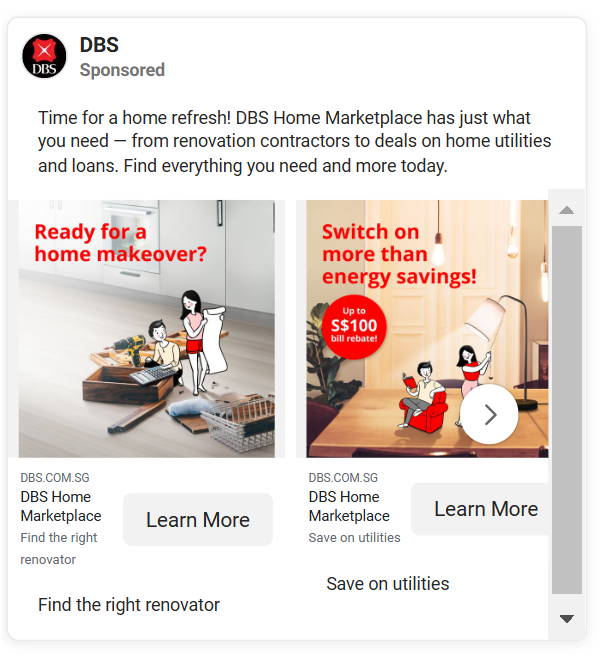 DBS
DBS
Sponsored
Time for a home refresh! DBS Home Marketplace has just what
you need — from renovation contractors to deals on home utilities
and loans. Find everything you need and more today.
Ready for a
home makeover?
Switch on
more than
energy savings!
Up to
S$100
bill rebate!
DBS.COM.SG
DBS Home
Marketplace
Find the right
renovator
Learn More
Find the right renovator
DBS.COM.SG
DBS Home
Marketplace
Save on utilities
Learn More
Save on utilities